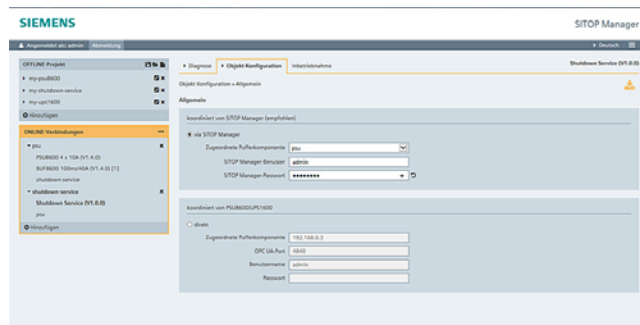 SIEMENS
SITOP Manager
Angemeldet als: admin Abmeldung
Deutsch
OFFLINE-Projekt
my-psu8600
my-shutdown-service
my-ups1600
Hinzufügen
ONLINE-Verbindungen
psu
PSU8600 4 x 10A (V1.4.0)
BUF8600 100ms/40A (V1.4.0) [1]
shutdown service
shutdown service
Shutdown Service (V1.0.0)
psu
Hinzufügen
Diagnose Objekt-Konfiguration Inbetriebnahme
Shutdown Service (V1.0.0)
Objekt-Konfiguration » Allgemein
Allgemein
koordiniert von SITOP Manager (empfohlen)
via SITOP Manager
Zugeordnete Pufferkomponente psu
SITOP Manager-Benutzer admin
SITOP Manager-Passwort ••••••••
koordiniert von PSU8600/UPS1600
direkt
Zugeordnete Pufferkomponente 192.168.0.3
OPC UA-Port 4840
Benutzername admin
Passwort